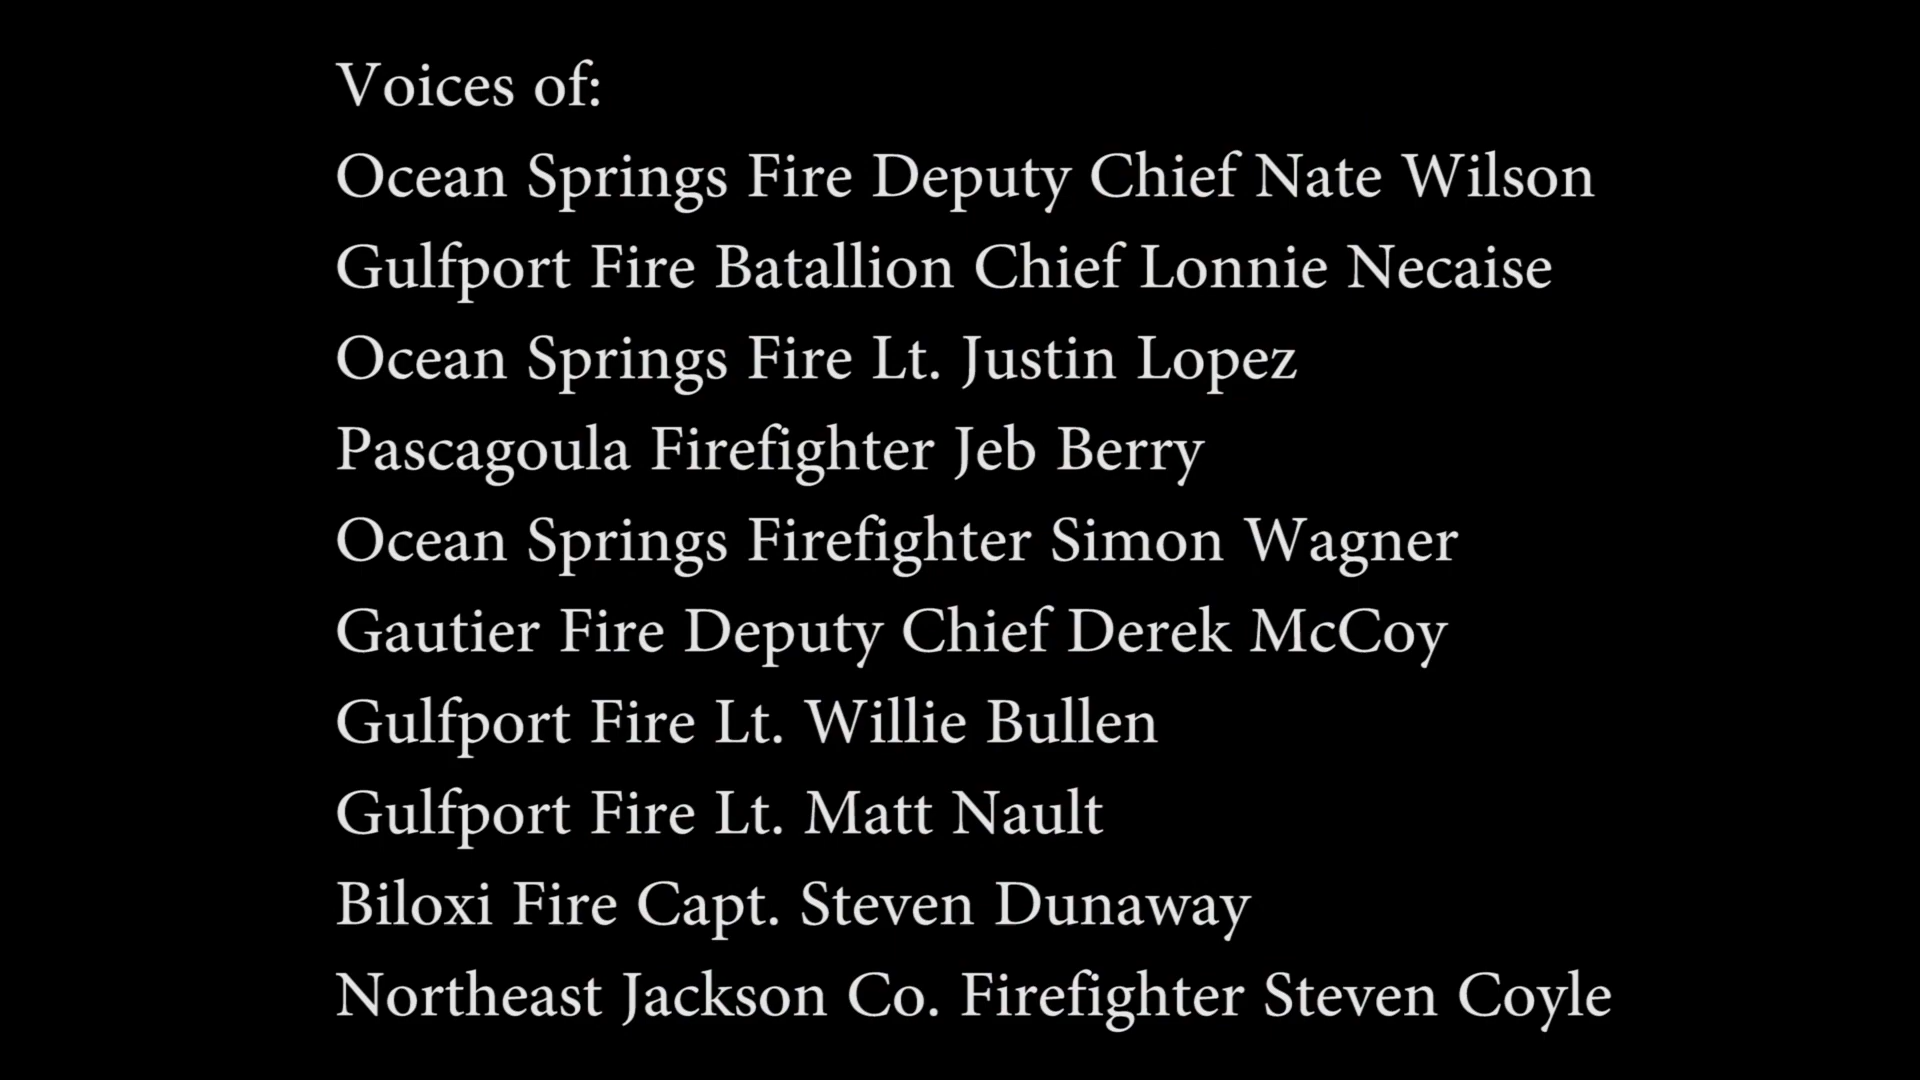 Voices of:
Ocean Springs Fire Deputy Chief Nate Wilson
Gulfport Fire Batallion Chief Lonnie Necaise
Ocean Springs Fire Lt. Justin Lopez
Pascagoula Firefighter Jeb Berry
Ocean Springs Firefighter Simon Wagner
Gautier Fire Deputy Chief Derek McCoy
Gulfport Fire Lt. Willie Bullen
Gulfport Fire Lt. Matt Nault
Biloxi Fire Capt. Steven Dunaway
Northeast Jackson Co. Firefighter Steven Coyle